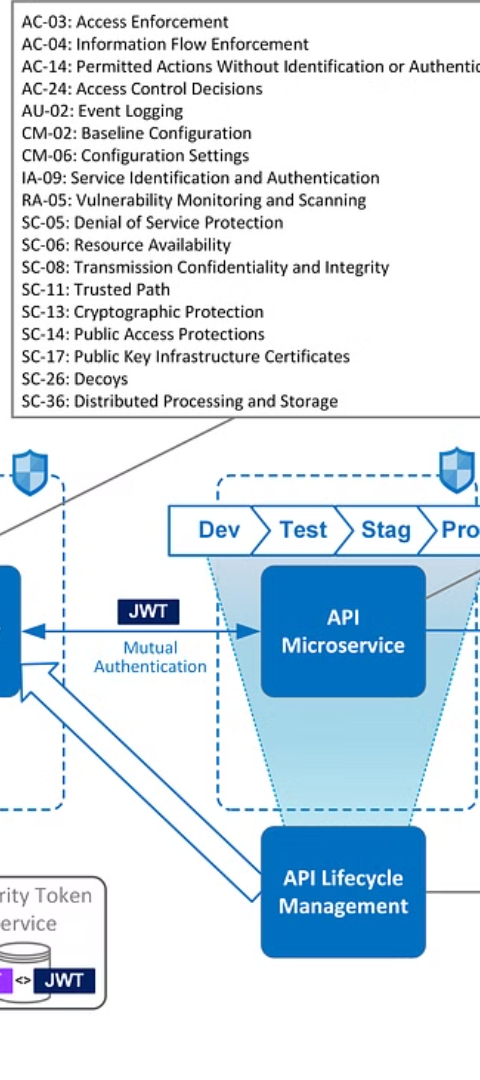 AC-03: Access Enforcement
AC-04: Information Flow Enforcement
AC-14: Permitted Actions Without Identification or Authentic
AC-24: Access Control Decisions
AU-02: Event Logging
CM-02: Baseline Configuration
CM-06: Configuration Settings
IA-09: Service Identification and Authentication
RA-05: Vulnerability Monitoring and Scanning
SC-05: Denial of Service Protection
SC-06: Resource Availability
SC-08: Transmission Confidentiality and Integrity
SC-11: Trusted Path
SC-13: Cryptographic Protection
SC-14: Public Access Protections
SC-17: Public Key Infrastructure Certificates
SC-26: Decoys
SC-36: Distributed Processing and Storage
Dev Test Stag Pro
JWT
Mutual
Authentication
API
Microservice
API Lifecycle
Management
rity Token
ervice
<> JWT